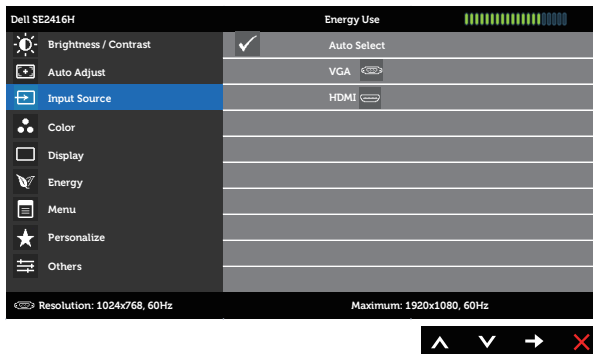 Dell SE2416H Energy Use
Brightness / Contrast Auto Select
Auto Adjust VGA
Input Source HDMI
Color
Display
Energy
Menu
Personalize
Others
Resolution: 1024x768, 60Hz Maximum: 1920x1080, 60Hz